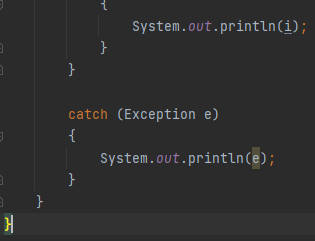 {
System.out.println(i);
}
}
catch (Exception e)
{
System.out.println(e);
}
}
}